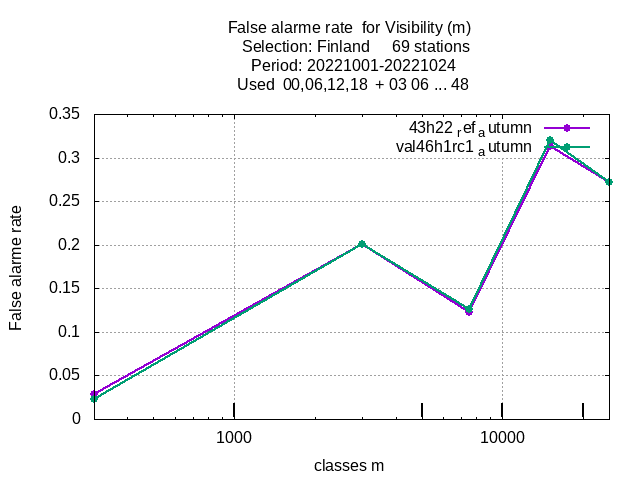 False alarme rate  for Visibility (m)
Selection: Finland     69 stations
Period: 20221001-20221024
Used  00,06,12,18  + 03 06 ... 48
0.35
0.3
0.25
0.2
0.15
0.1
0.05
0
False alarme rate
43h22 ref autumn
val46h1rc1 autumn
1000
10000
classes m